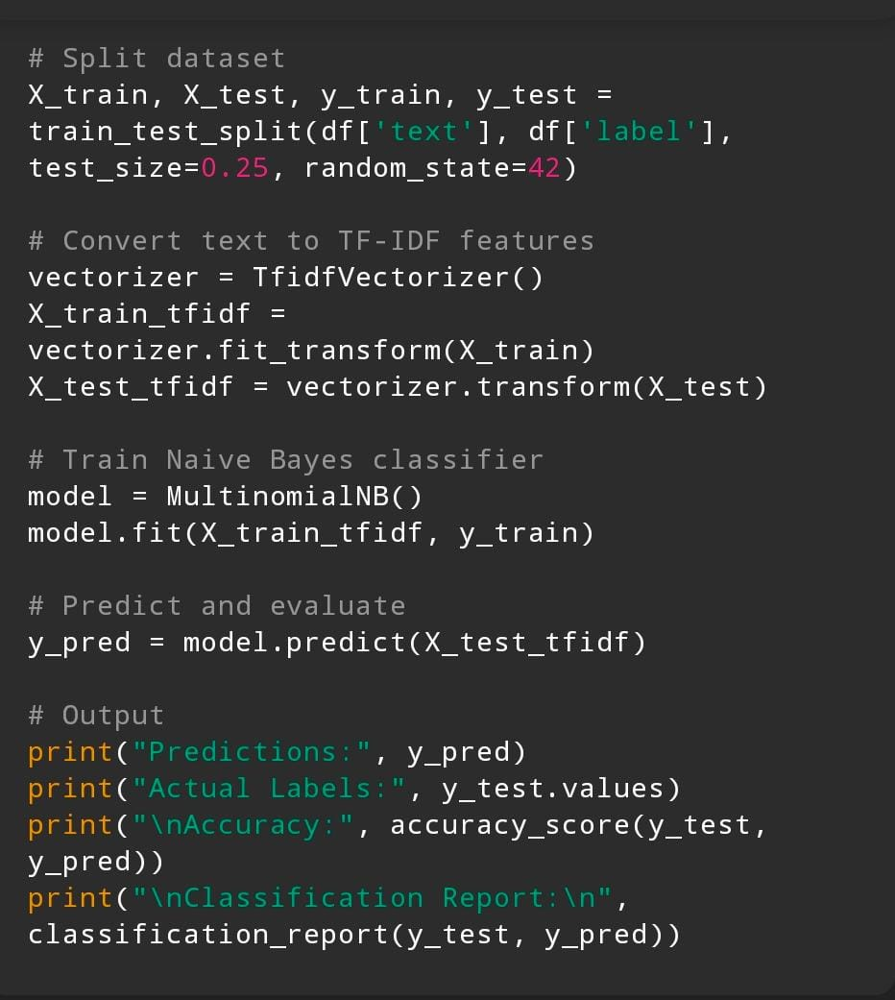 # Split dataset
X_train, X_test, y_train, y_test =
train_test_split(df['text'], df['label'],
test_size=0.25, random_state=42)
# Convert text to TF-IDF features
vectorizer = TfidfVectorizer()
X_train_tfidf =
vectorizer.fit_transform(X_train)
X_test_tfidf = vectorizer.transform(X_test)
# Train Naive Bayes classifier
model = MultinomialNB()
model.fit(X_train_tfidf, y_train)
# Predict and evaluate
y_pred = model.predict(X_test_tfidf)
# Output
print("Predictions:", y_pred)
print("Actual Labels:", y_test.values)
print("\nAccuracy:", accuracy_score(y_test,
y_pred))
print("\nClassification Report:\n",
classification_report(y_test, y_pred))